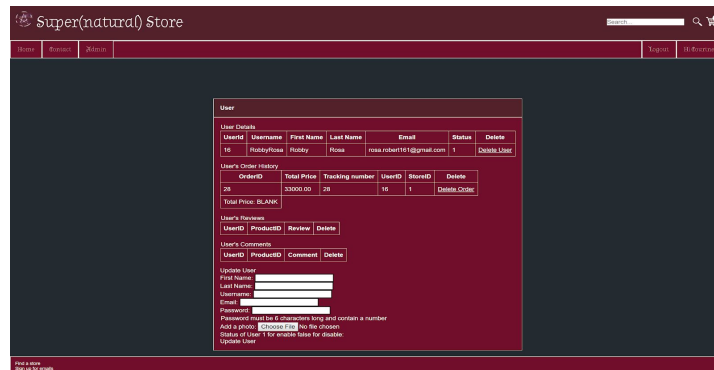 Super(natural) Store
Search...
Home Contact Admin Logout
User
User Details
UserId Username First Name Last Name Email Status Delete
16 RobbyRosa Robby Rosa rosa.robert161@gmail.com 1 Delete User
User's Order History
OrderID Total Price Tracking number UserID StoreID Delete
28 33000.00 28 16 1 Delete Order
Total Price: BLANK
User's Reviews
UserID ProductID Review Delete
User's Comments
UserID ProductID Comment Delete
Update User
First Name:
Last Name:
Username:
Email:
Password:
Password must be 6 characters long and contain a number
Add a photo: Choose File No file chosen
Status of User 1 for enable false for disable:
Update User
Find a store
Sign up for emails